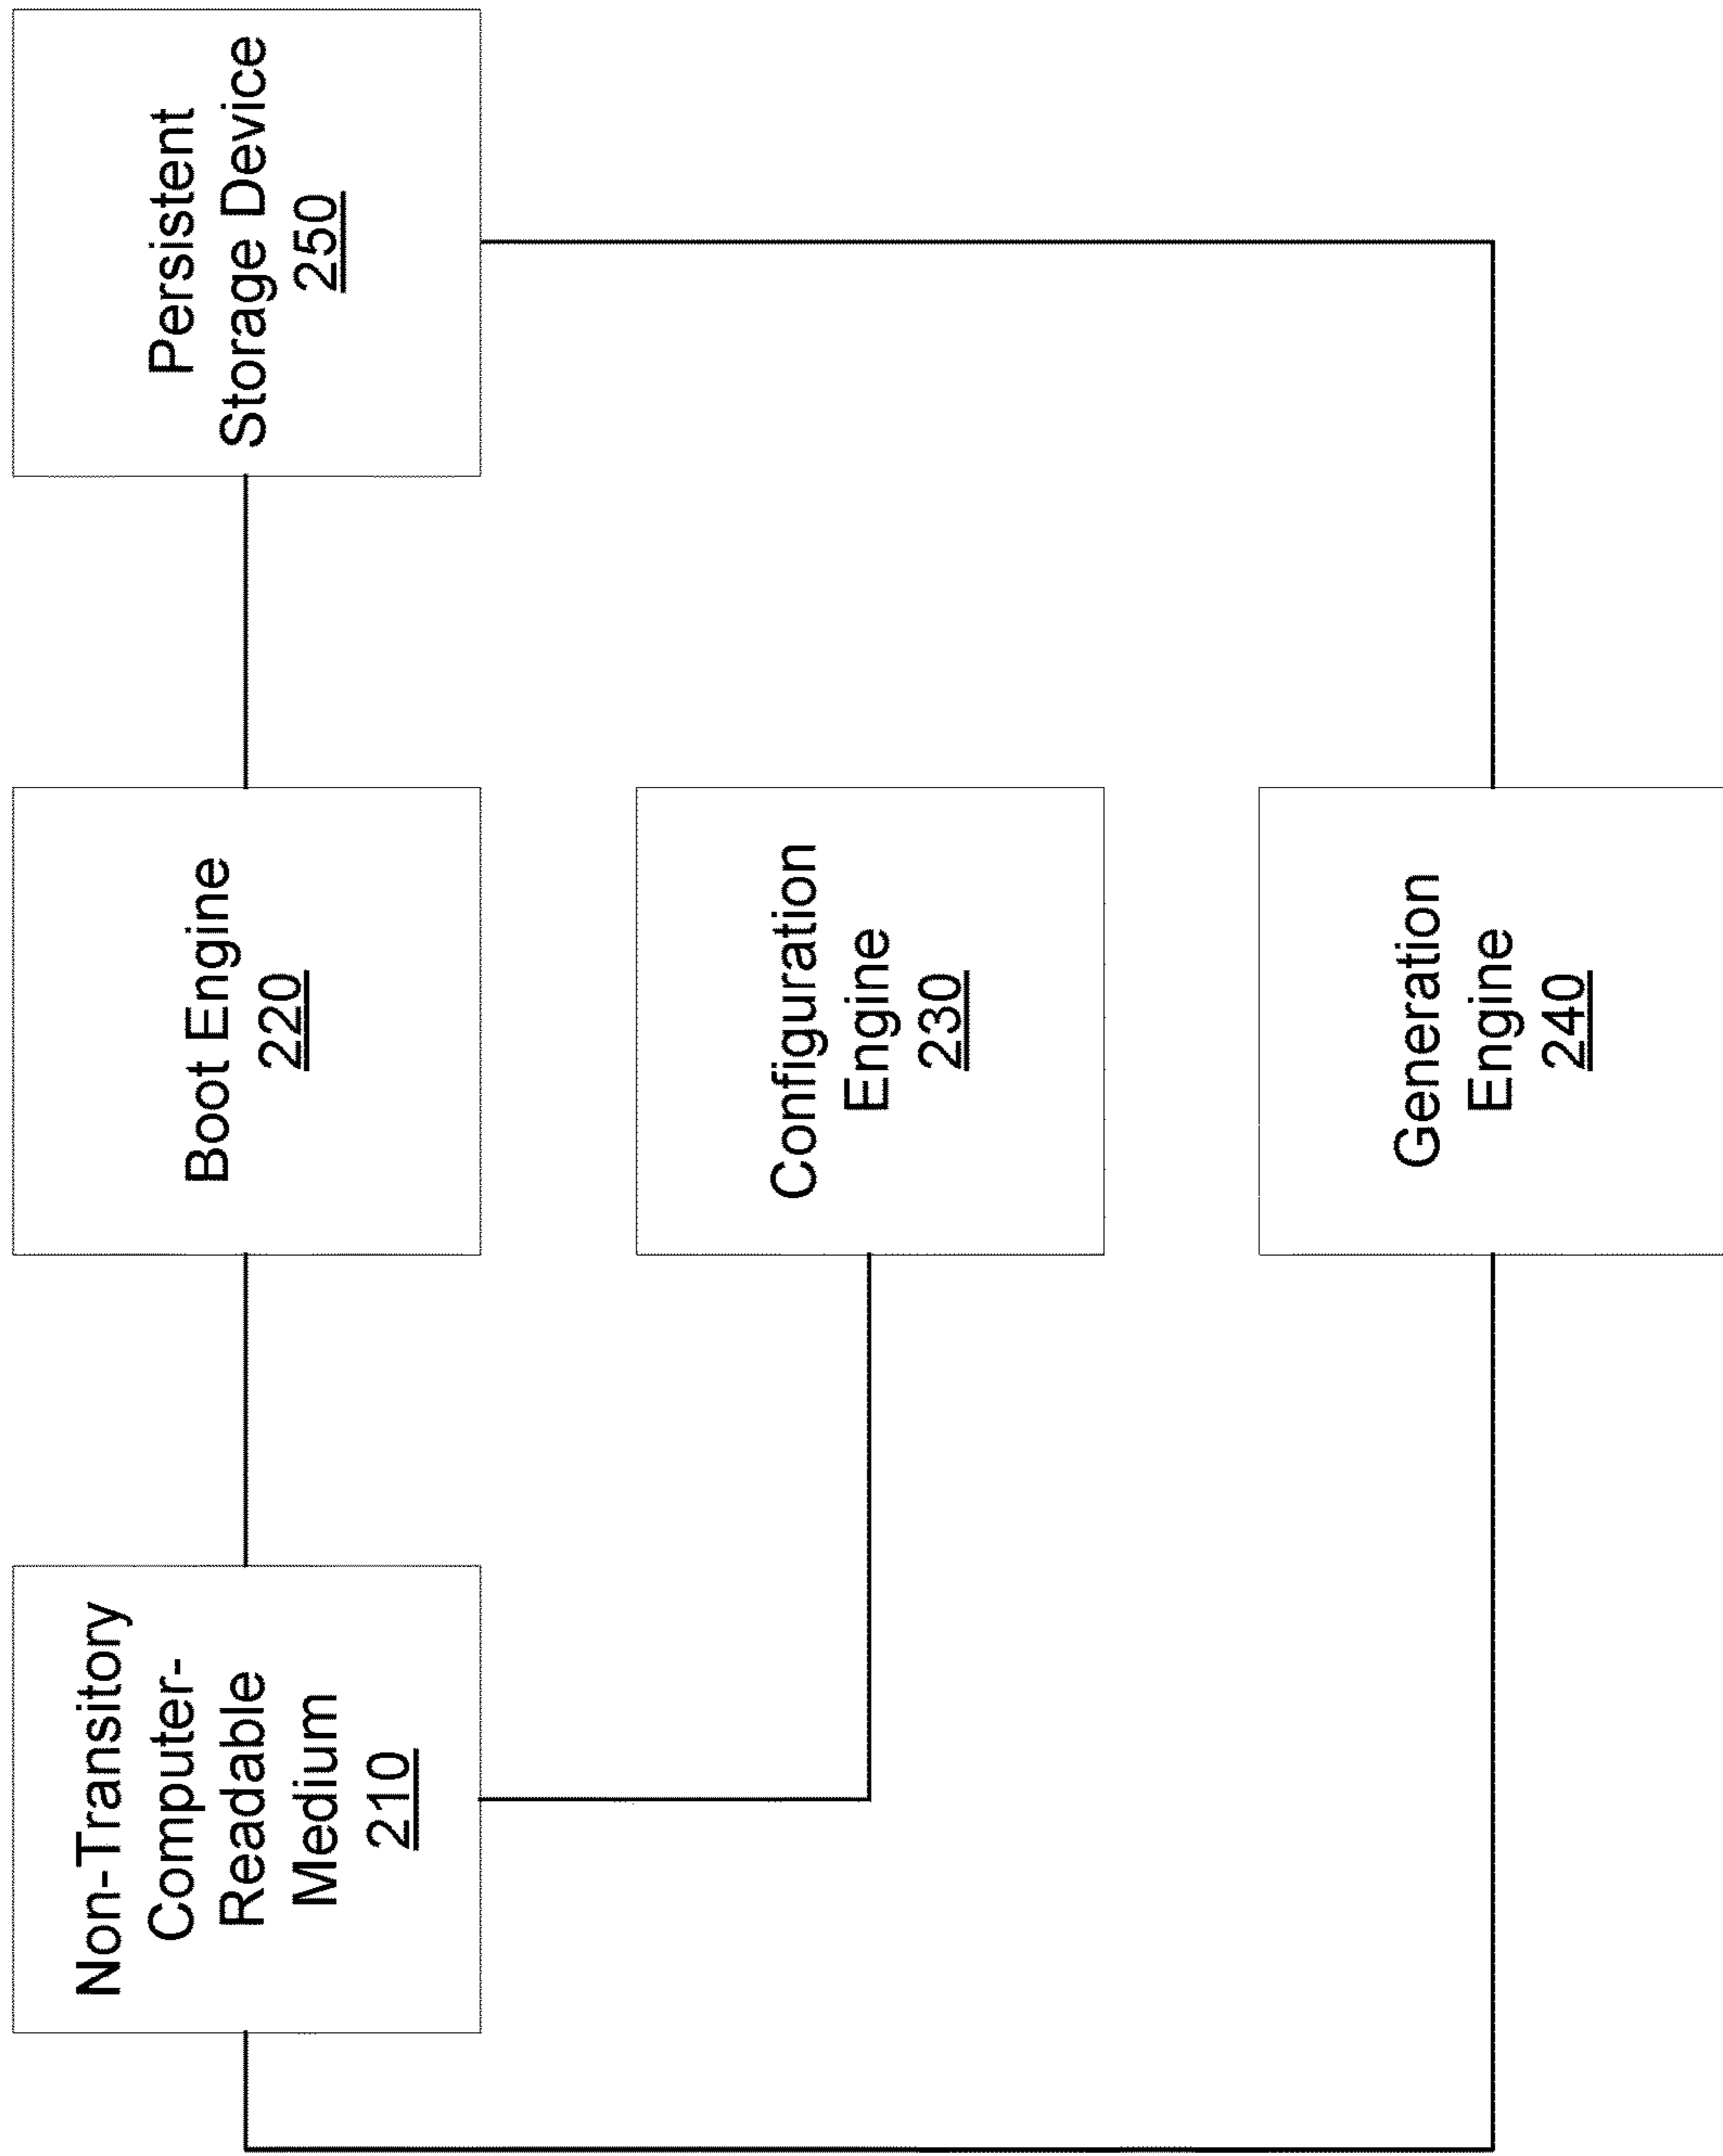 Non-Transitory
Computer-
Readable
Medium
210
Boot Engine
220
Persistent
Storage Device
250
Configuration
Engine
230
Generation
Engine
240